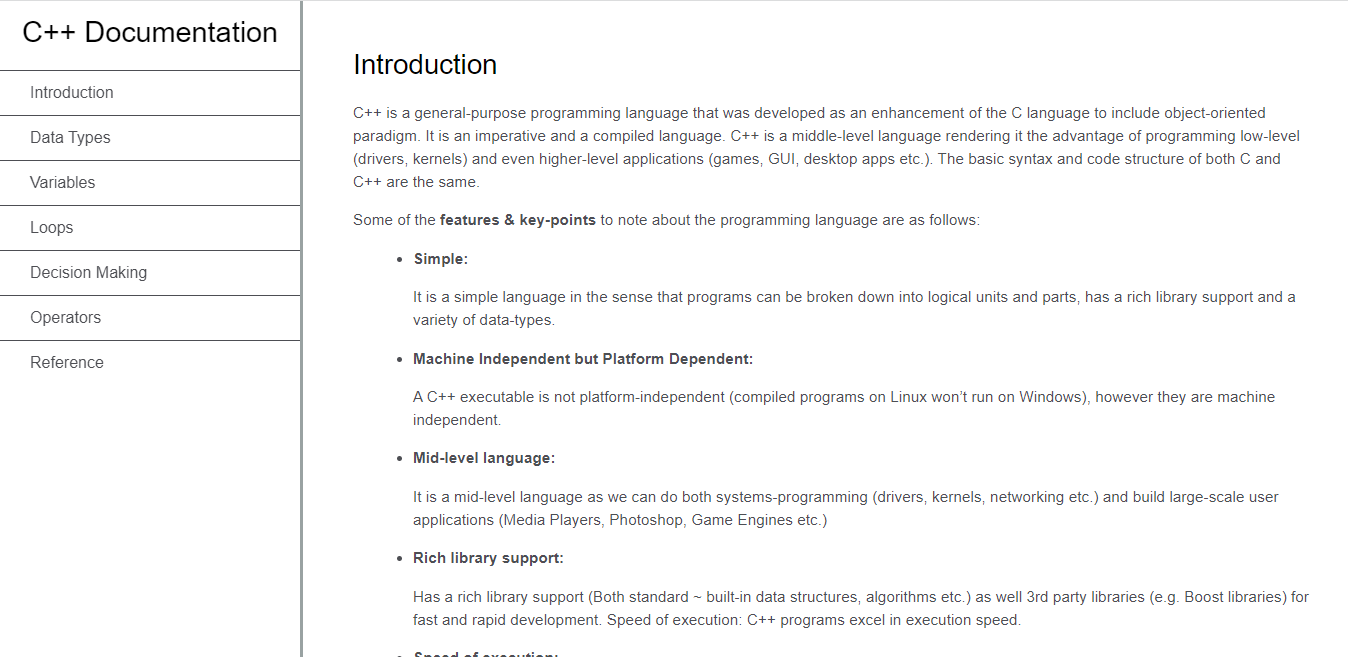 C++ Documentation
Introduction
Data Types
Variables
Loops
Decision Making
Operators
Reference
Introduction
C++ is a general-purpose programming language that was developed as an enhancement of the C language to include object-oriented
paradigm. It is an imperative and a compiled language. C++ is a middle-level language rendering it the advantage of programming low-level
(drivers, kernels) and even higher-level applications (games, GUI, desktop apps etc.). The basic syntax and code structure of both C and
C++ are the same.
Some of the features & key-points to note about the programming language are as follows:
• Simple:
It is a simple language in the sense that programs can be broken down into logical units and parts, has a rich library support and a
variety of data-types.
• Machine Independent but Platform Dependent:
A C++ executable is not platform-independent (compiled programs on Linux won’t run on Windows), however they are machine
independent.
• Mid-level language:
It is a mid-level language as we can do both systems-programming (drivers, kernels, networking etc.) and build large-scale user
applications (Media Players, Photoshop, Game Engines etc.)
• Rich library support:
Has a rich library support (Both standard ~ built-in data structures, algorithms etc.) as well 3rd party libraries (e.g. Boost libraries) for
fast and rapid development. Speed of execution: C++ programs excel in execution speed.
• Speed of execution: